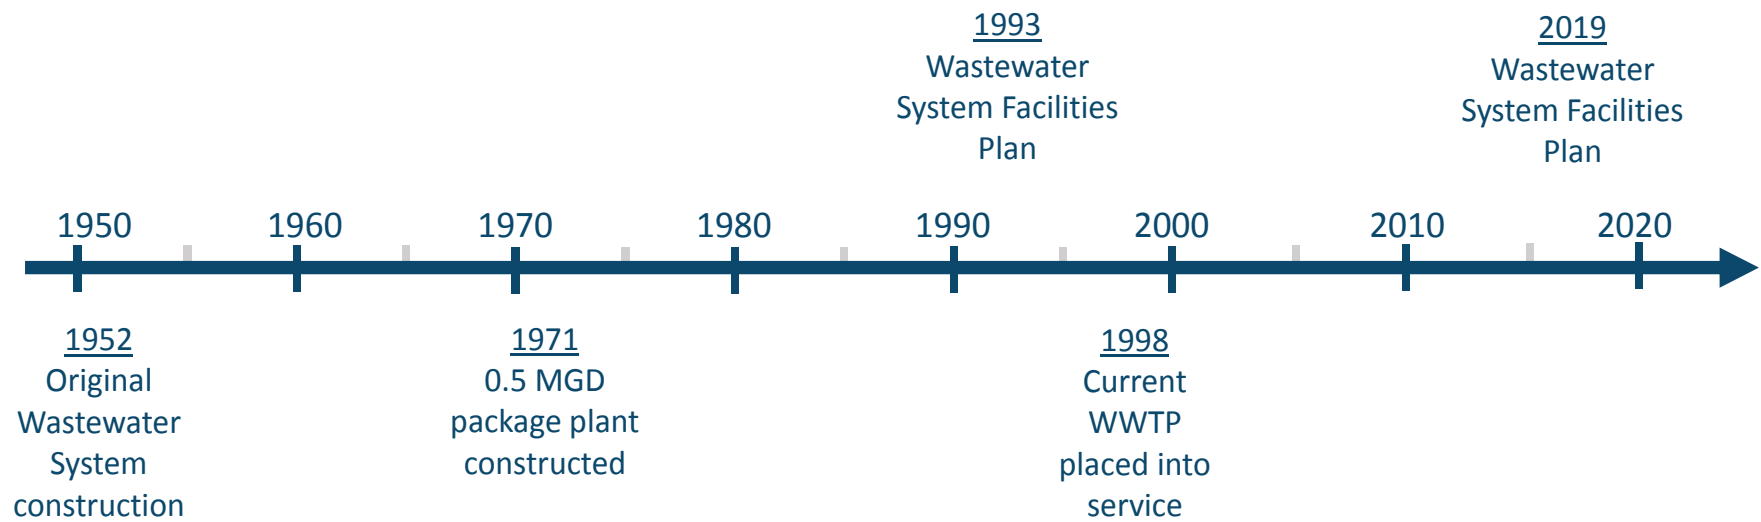 1993
Wastewater
System Facilities
Plan
2019
Wastewater
System Facilities
Plan
1950 1960 1970 1980 1990 2000 2010 2020
1952
Original
Wastewater
System
construction
1971
0.5 MGD
package plant
constructed
1998
Current
WWTP
placed into
service